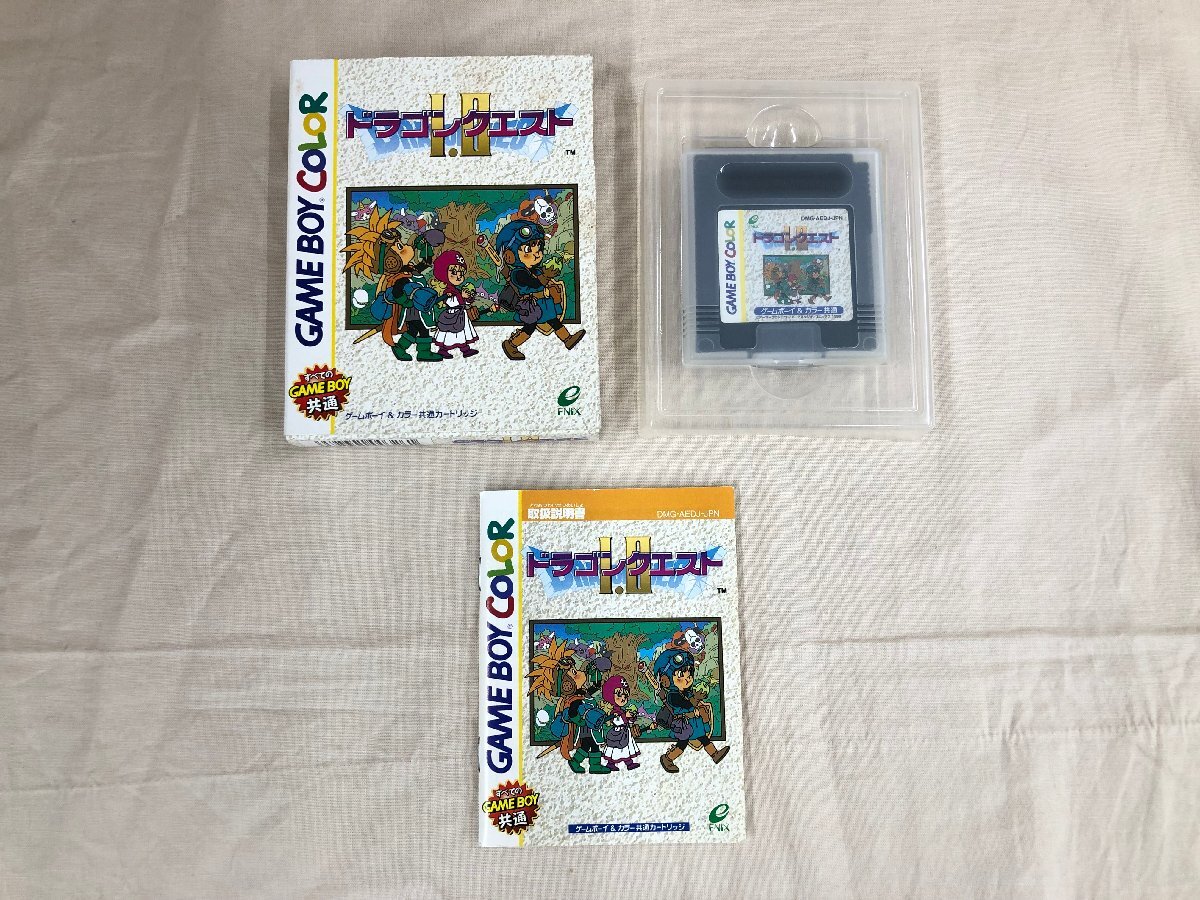 GAME BOY COLOR
ドラゴンクエスト
I・II
TM
すべての
GAME BOY
共通
ゲームボーイ&カラー共通カートリッジ
ENIX
GAME BOY COLOR
DMG-AEDJ-JPN
ドラゴンクエスト
I・II
ゲームボーイ&カラー共通
GAME BOY COLOR
取扱説明書
DMG-AEDJ-JPN
ドラゴンクエスト
I・II
TM
すべての
GAME BOY
共通
ゲームボーイ&カラー共通カートリッジ
ENIX